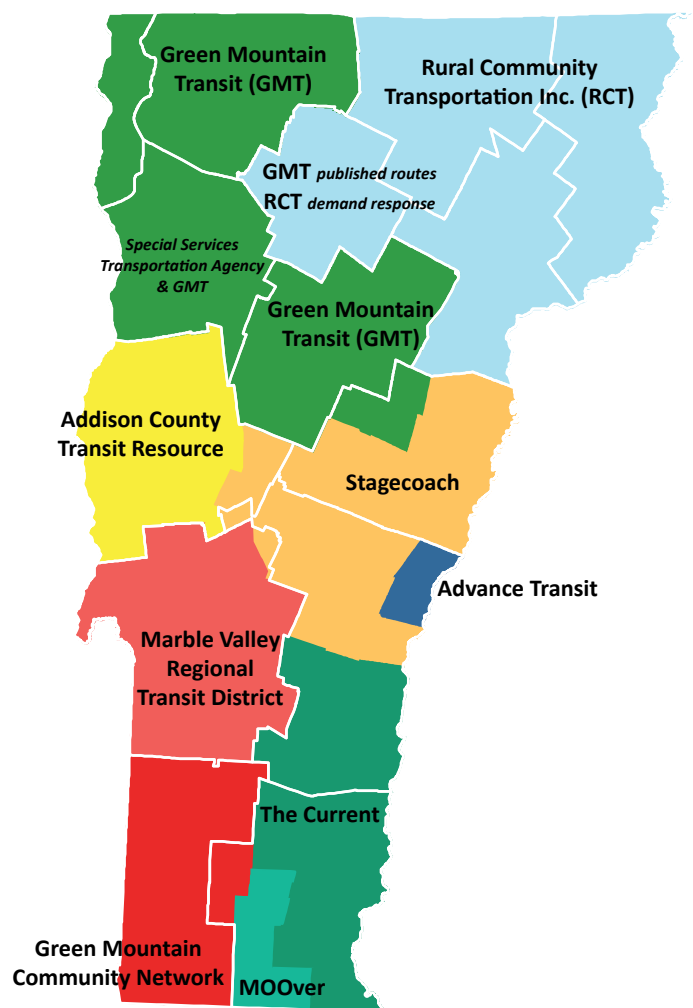 Green Mountain
Transit (GMT)
Rural Community
Transportation Inc. (RCT)
GMT published routes
RCT demand response
Special Services
Transportation Agency
& GMT
Green Mountain
Transit (GMT)
Addison County
Transit Resource
Stagecoach
Advance Transit
Marble Valley
Regional
Transit District
The Current
Green Mountain
Community Network
MOOver